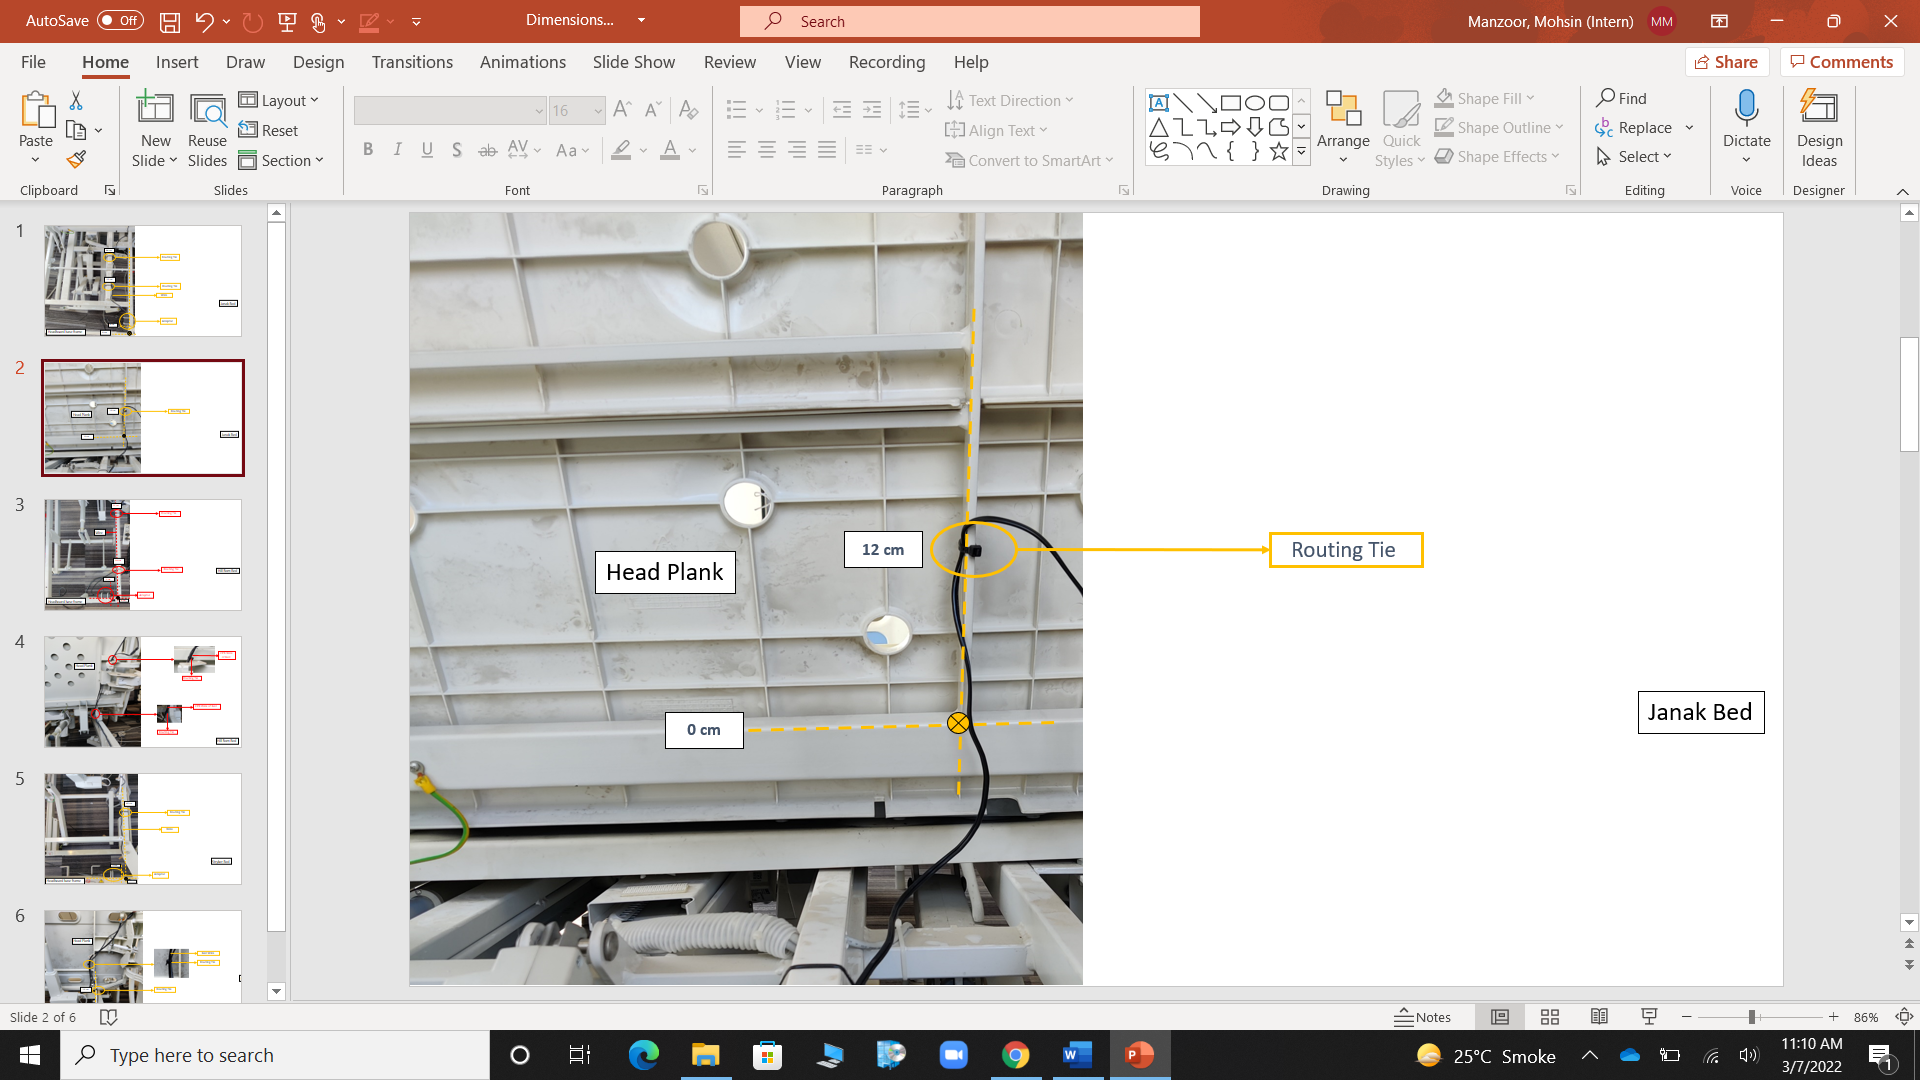 AutoSave Off
Dimensions...
Search
Manzoor, Mohsin (Intern) MM
File Home Insert Draw Design Transitions Animations Slide Show Review View Recording Help
Share Comments
Paste
Clipboard
New Slide
Reuse Slides
Layout
Reset
Section
Slides
16
B I U S ab AV Aa A
Font
Text Direction
Align Text
Convert to SmartArt
Paragraph
Arrange
Quick Styles
Shape Fill
Shape Outline
Shape Effects
Drawing
Find
Replace
Select
Editing
Dictate
Voice
Design Ideas
Designer
1
2
3
4
5
6
Head Plank
12 cm
Routing Tie
0 cm
Janak Bed
Slide 2 of 6
Notes
86%
Type here to search
25°C Smoke
11:10 AM
3/7/2022
1